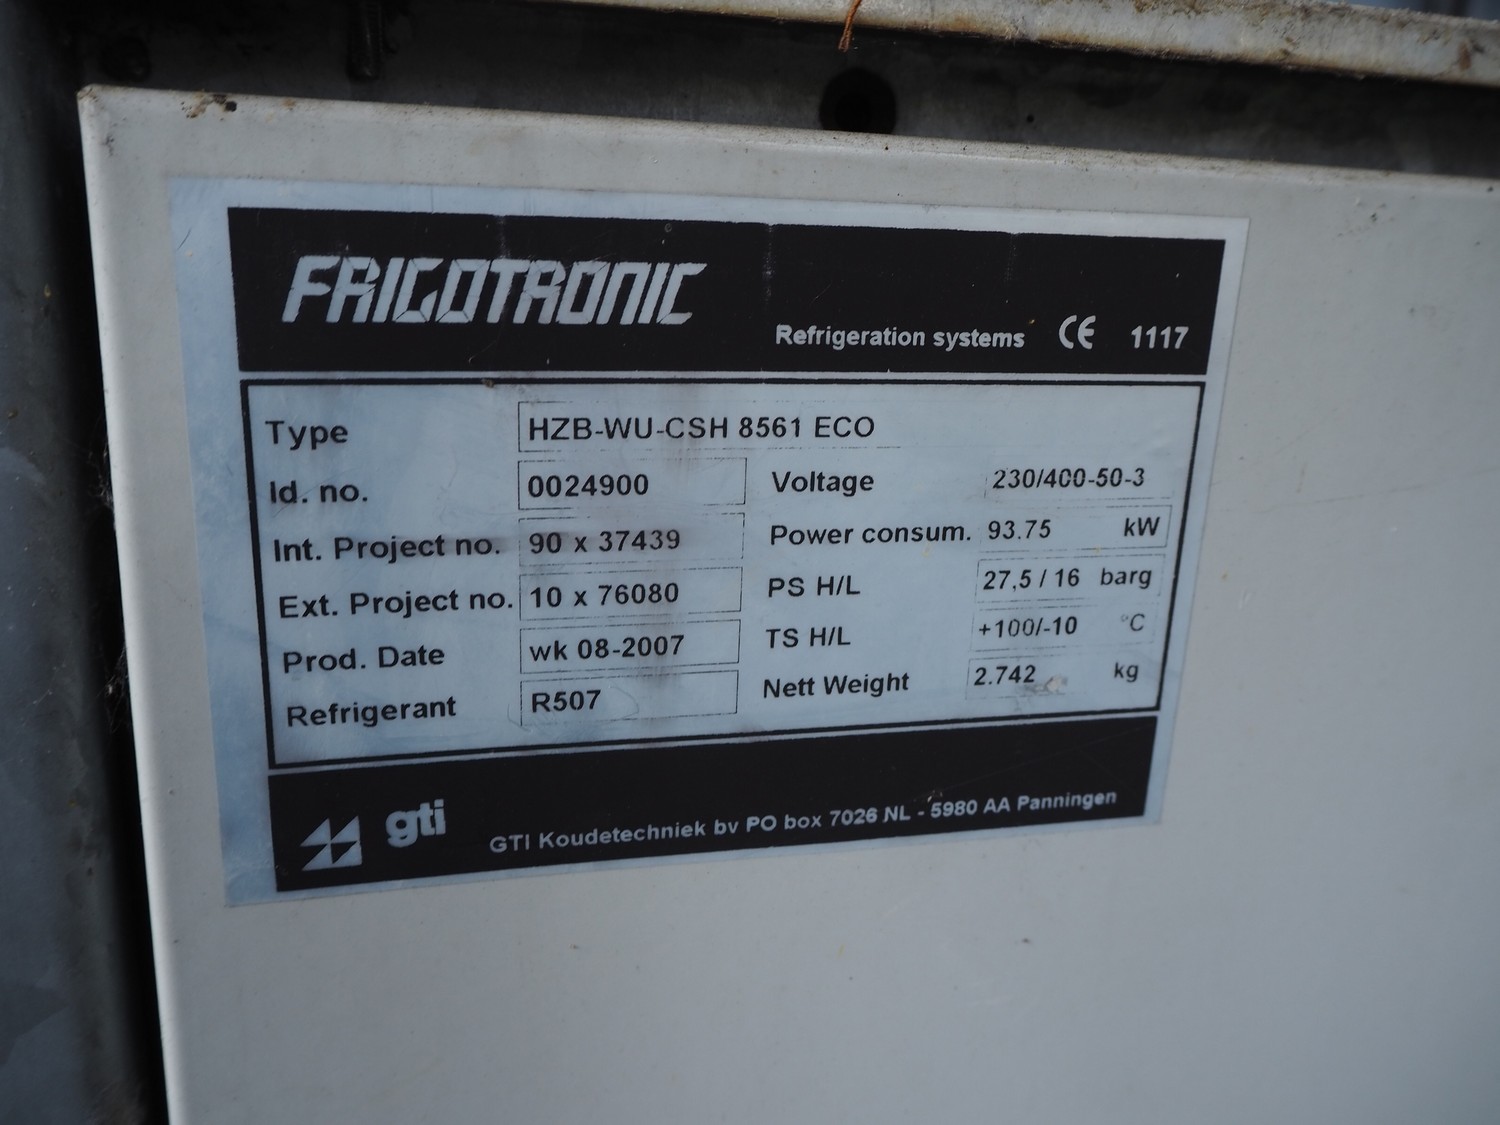 FRIGOTRONIC
Refrigeration systems CE 1117
Type HZB-WU-CSH 8561 ECO
Id. no. 0024900 Voltage 230/400-50-3
Int. Project no. 90 x 37439 Power consum. 93.75 kW
Ext. Project no. 10 x 76080 PS H/L 27,5 / 16 barg
Prod. Date wk 08-2007 TS H/L +100/-10 °C
Refrigerant R507 Nett Weight 2.742 kg
gti GTI Koudetechniek bv PO box 7026 NL - 5980 AA Panningen